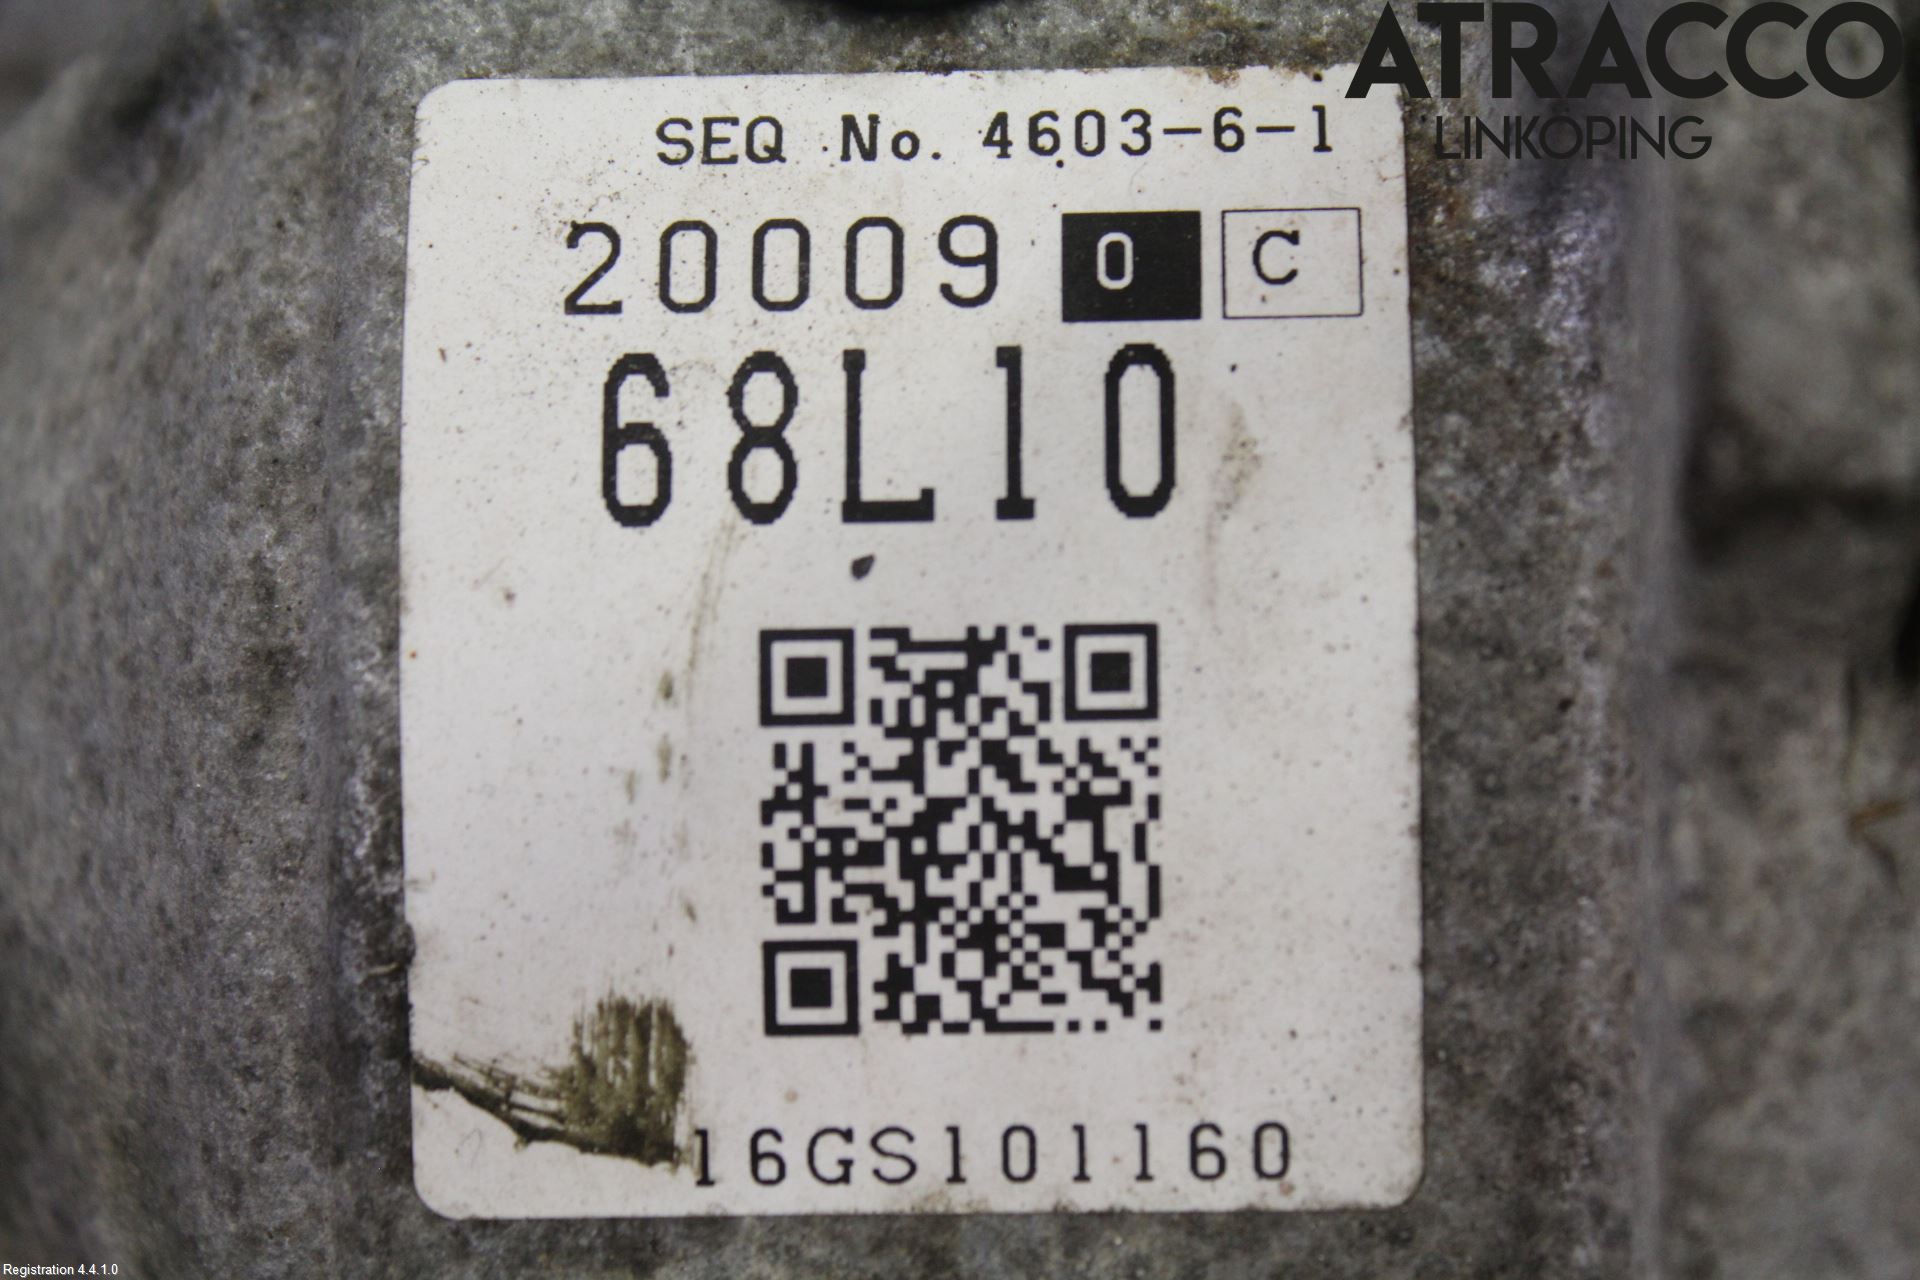 ATRACCO
LINKÖPING
SEQ No. 4603-6-1
20009 0 C
68L10
16GS101160
Registration 4.4.1.0